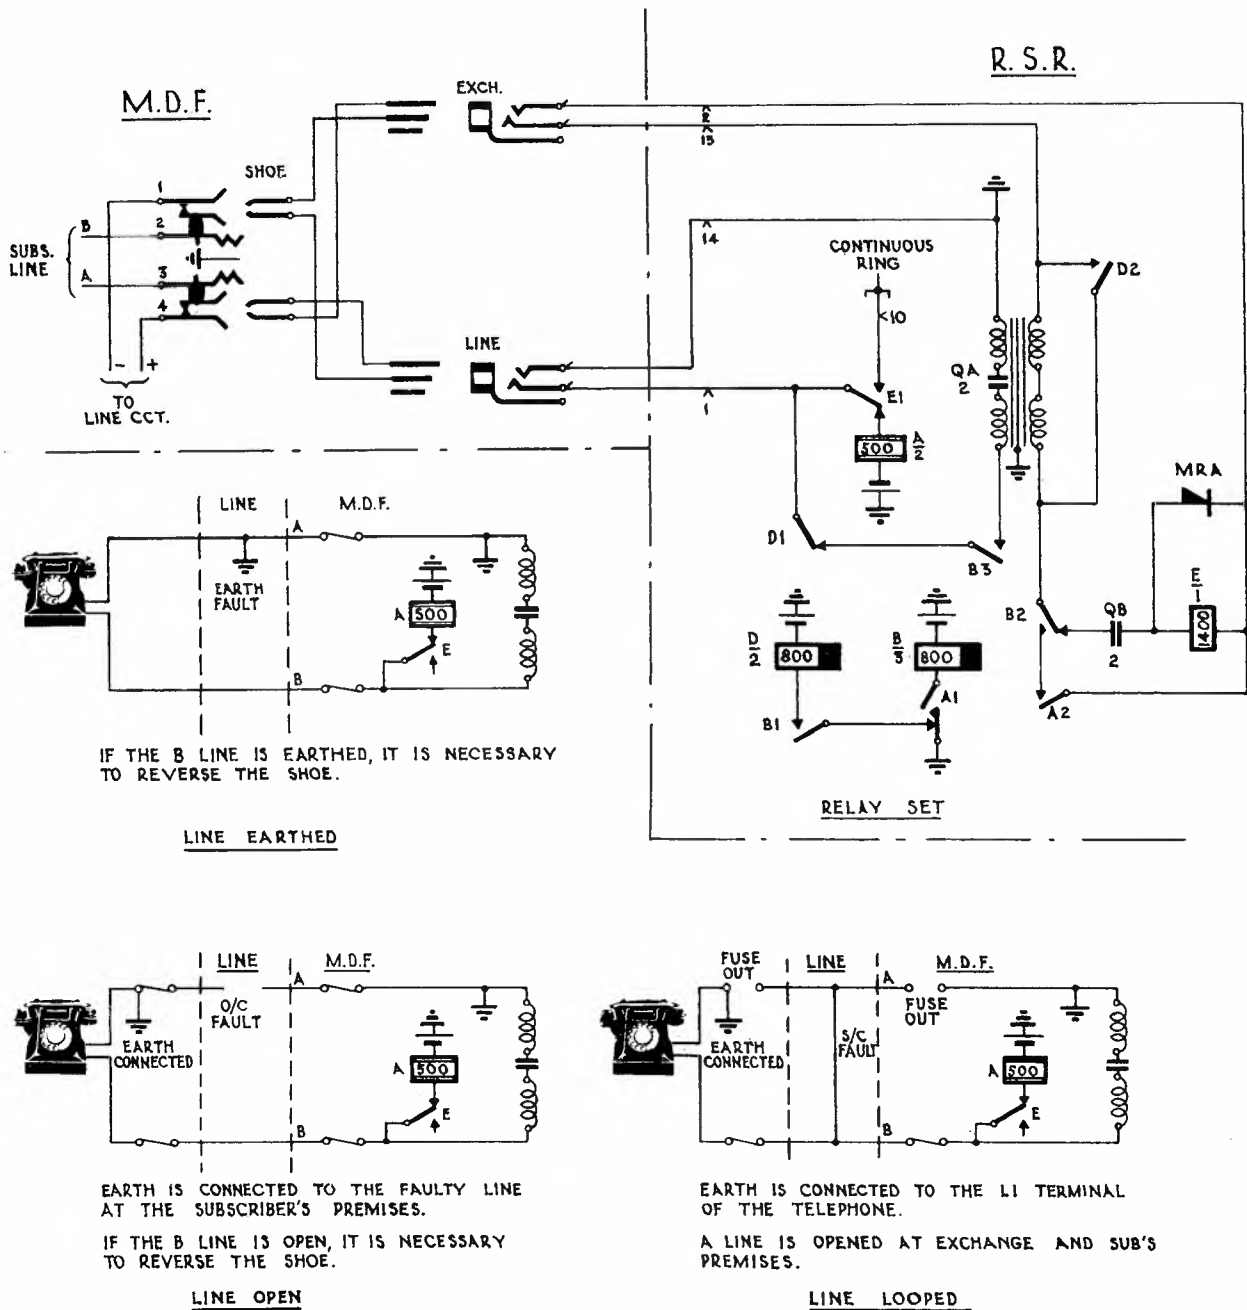 M.D.F.
R.S.R.
EXCH.
2
13
SHOE
1
B
2
SUBS.
LINE
A
3
4
- +
TO
LINE CCT.
14
CONTINUOUS
RING
10
D2
LINE
1
E1
QA
2
500
A
2
MRA
D1
B3
B2
QB
2
E
1
1400
D
2
800
B
3
800
A1
A2
B1
RELAY SET
LINE
M.D.F.
A
EARTH
FAULT
A
500
E
B
IF THE B LINE IS EARTHED, IT IS NECESSARY
TO REVERSE THE SHOE.
LINE EARTHED
LINE
M.D.F.
A
O/C
FAULT
EARTH
CONNECTED
A
500
E
B
EARTH IS CONNECTED TO THE FAULTY LINE
AT THE SUBSCRIBER'S PREMISES.
IF THE B LINE IS OPEN, IT IS NECESSARY
TO REVERSE THE SHOE.
LINE OPEN
FUSE
OUT
LINE
A
M.D.F.
FUSE
OUT
EARTH
CONNECTED
S/C
FAULT
A
500
E
B
EARTH IS CONNECTED TO THE L1 TERMINAL
OF THE TELEPHONE.
A LINE IS OPENED AT EXCHANGE AND SUB'S
PREMISES.
LINE LOOPED